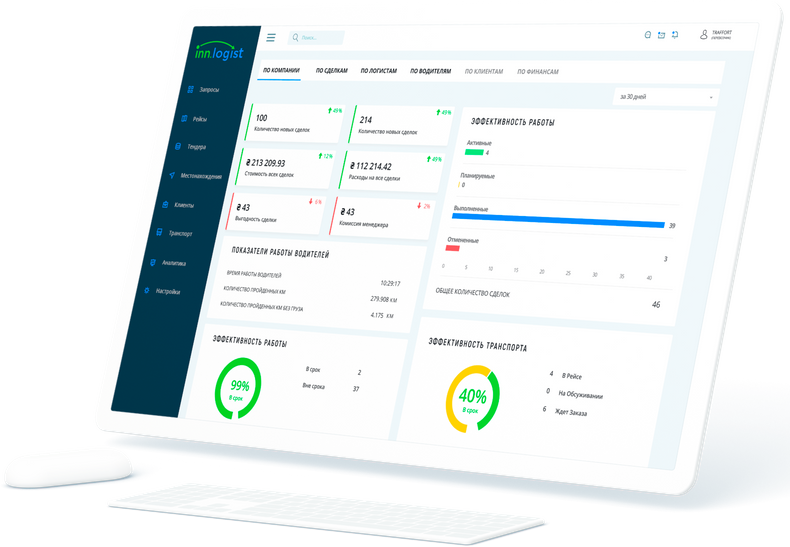 inn.logist
Поиск...
TRAFFORT
ПО КОМПАНИИ
ПО СДЕЛКАМ
ПО ЛОГИСТАМ
ПО ВОДИТЕЛЯМ
ПО КЛИЕНТАМ
ПО ФИНАНСАМ
за 30 дней
Запросы
Рейсы
Тендера
Местонахождения
Клиенты
Транспорт
Аналитика
Настройки
100
49%
Количество новых сделок
214
49%
Количество новых сделок
₴ 213 209.93
12%
Стоимость всех сделок
₴ 112 214.42
49%
Расходы на все сделки
₴ 43
6%
Выгодность сделки
₴ 43
2%
Комиссия менеджера
ЭФФЕКТИВНОСТЬ РАБОТЫ
Активные
4
Планируемые
0
Выполненные
39
Отмененные
3
0 5 10 15 20 25 30 35 40
ОБЩЕЕ КОЛИЧЕСТВО СДЕЛОК 46
ПОКАЗАТЕЛИ РАБОТЫ ВОДИТЕЛЕЙ
ВРЕМЯ РАБОТЫ ВОДИТЕЛЕЙ 10:29:17
КОЛИЧЕСТВО ПРОЙДЕННЫХ КМ 279.908 КМ
КОЛИЧЕСТВО ПРОЙДЕННЫХ КМ БЕЗ ГРУЗА 4.175 КМ
ЭФФЕКТИВНОСТЬ РАБОТЫ
99%
В срок
В срок 2
Вне срока 37
ЭФФЕКТИВНОСТЬ ТРАНСПОРТА
40%
В срок
4 В Рейсе
0 На Обсуживании
6 Ждет Заказа